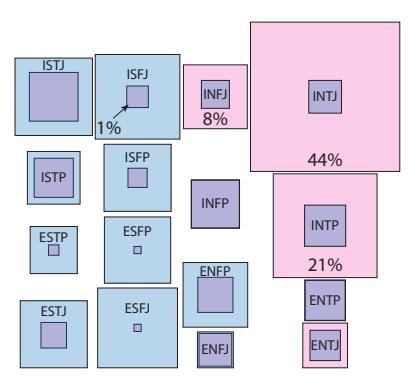 ISTJ
ISFJ
1%
INFJ
8%
INTJ
44%
ISTP
ISFP
INFP
INTP
21%
ESTP
ESFP
ENFP
ENTP
ESTJ
ESFJ
ENFJ
ENTJ